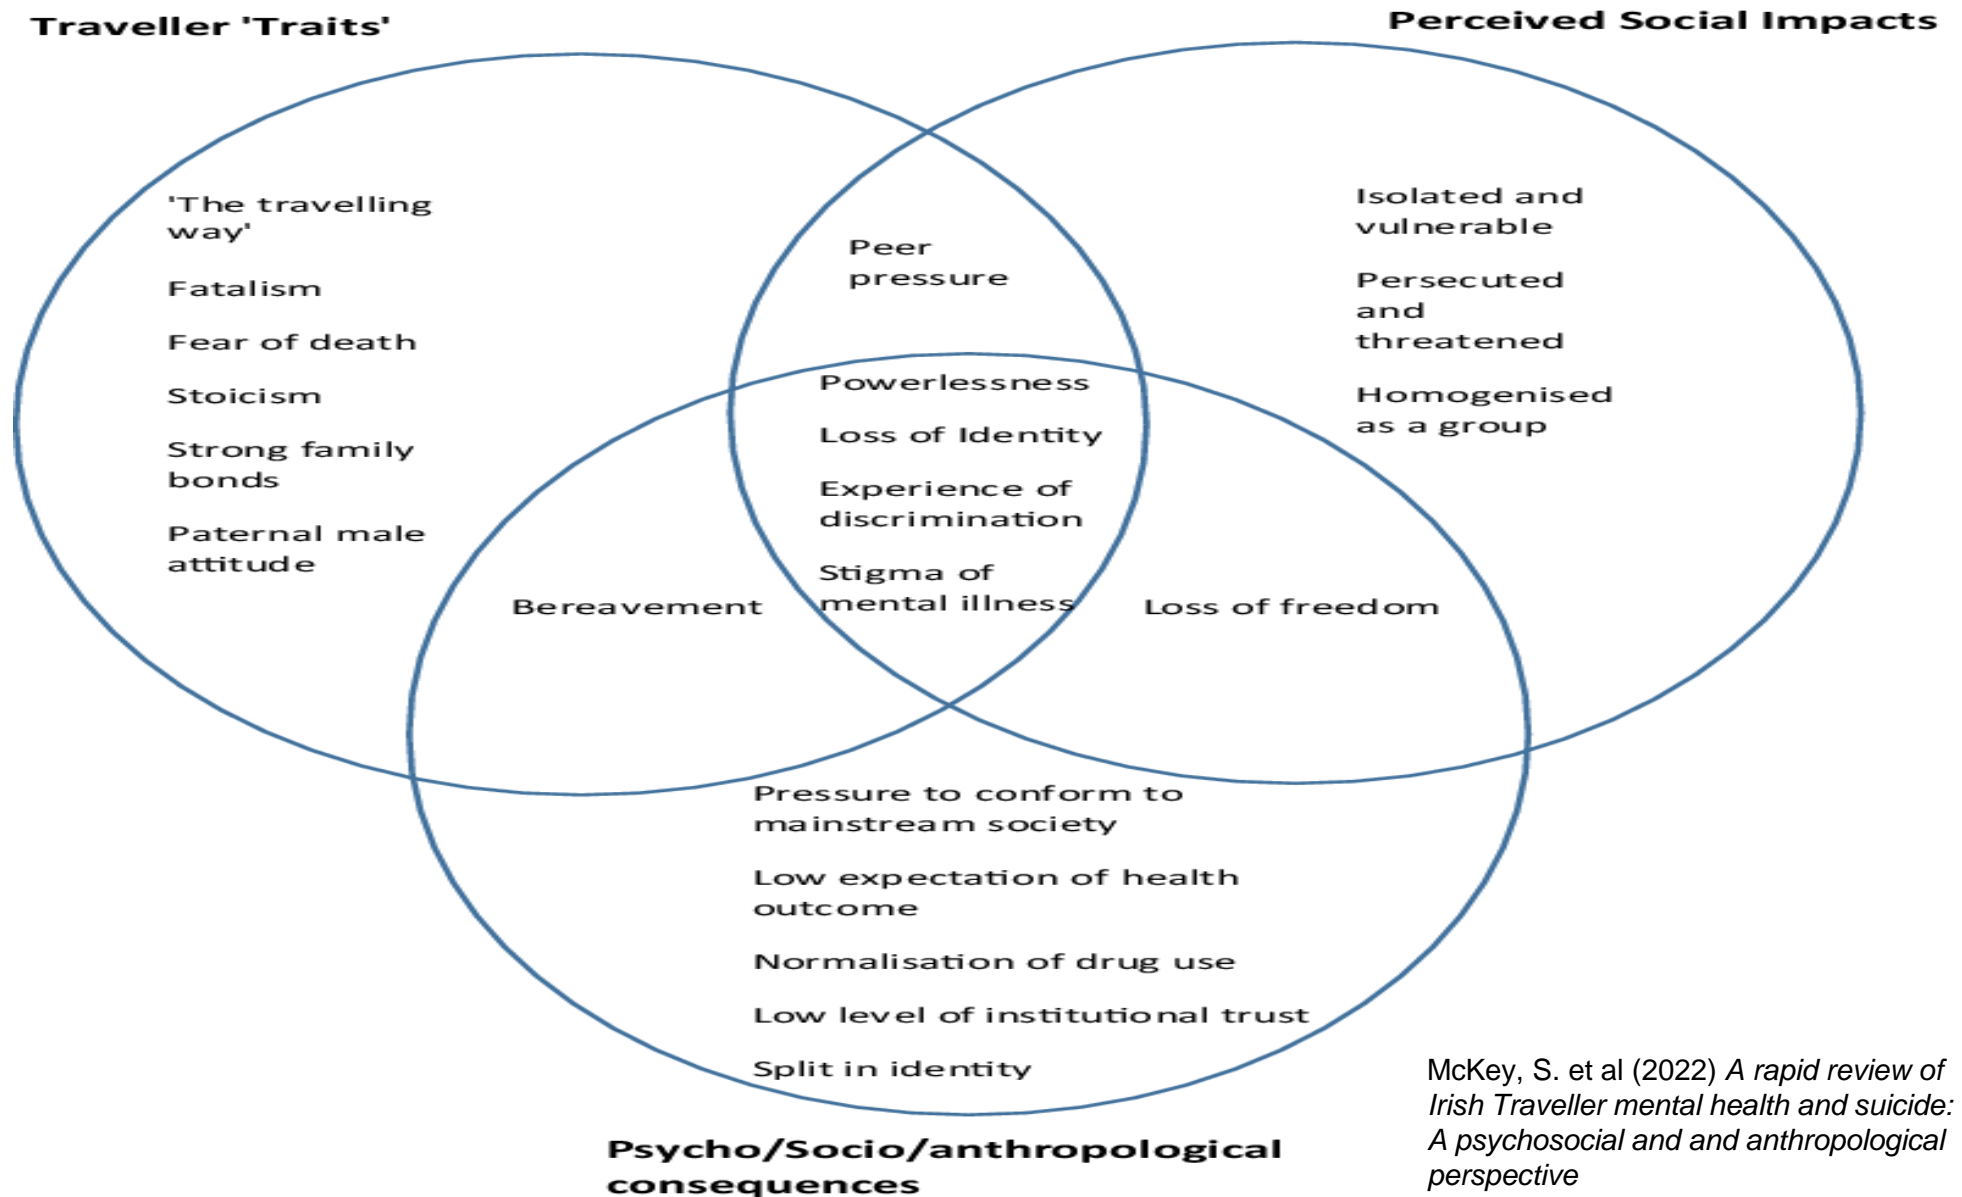 Traveller 'Traits'
Perceived Social Impacts
'The travelling
way'
Fatalism
Fear of death
Stoicism
Strong family
bonds
Paternal male
attitude
Peer
pressure
Isolated and
vulnerable
Persecuted
and
threatened
Homogenised
as a group
Powerlessness
Loss of Identity
Experience of
discrimination
Stigma of
mental illness
Bereavement
Loss of freedom
Pressure to conform to
mainstream society
Low expectation of health
outcome
Normalisation of drug use
Low level of institutional trust
Split in identity
Psycho/Socio/anthropological
consequences
McKey, S. et al (2022) A rapid review of
Irish Traveller mental health and suicide:
A psychosocial and and anthropological
perspective